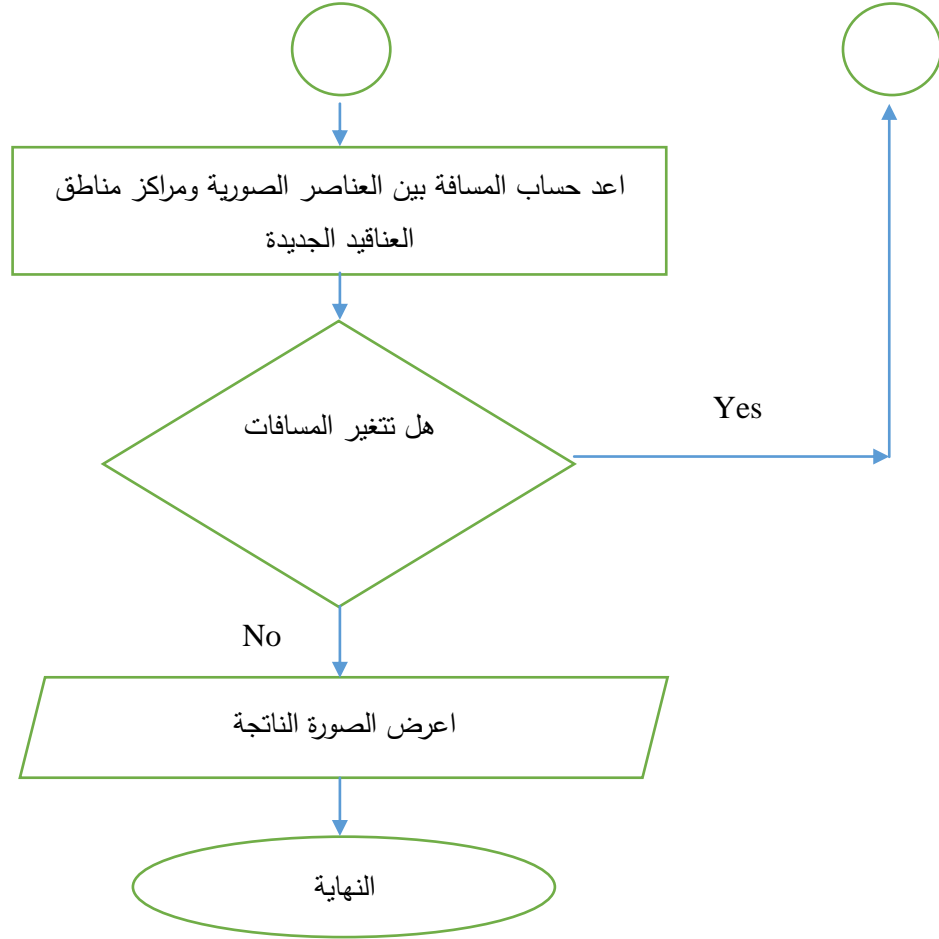 اعد حساب المسافة بين العناصر الصورية ومراكز مناطق
العناقيد الجديدة
هل تتغير المسافات
Yes
No
اعرض الصورة الناتجة
النهاية